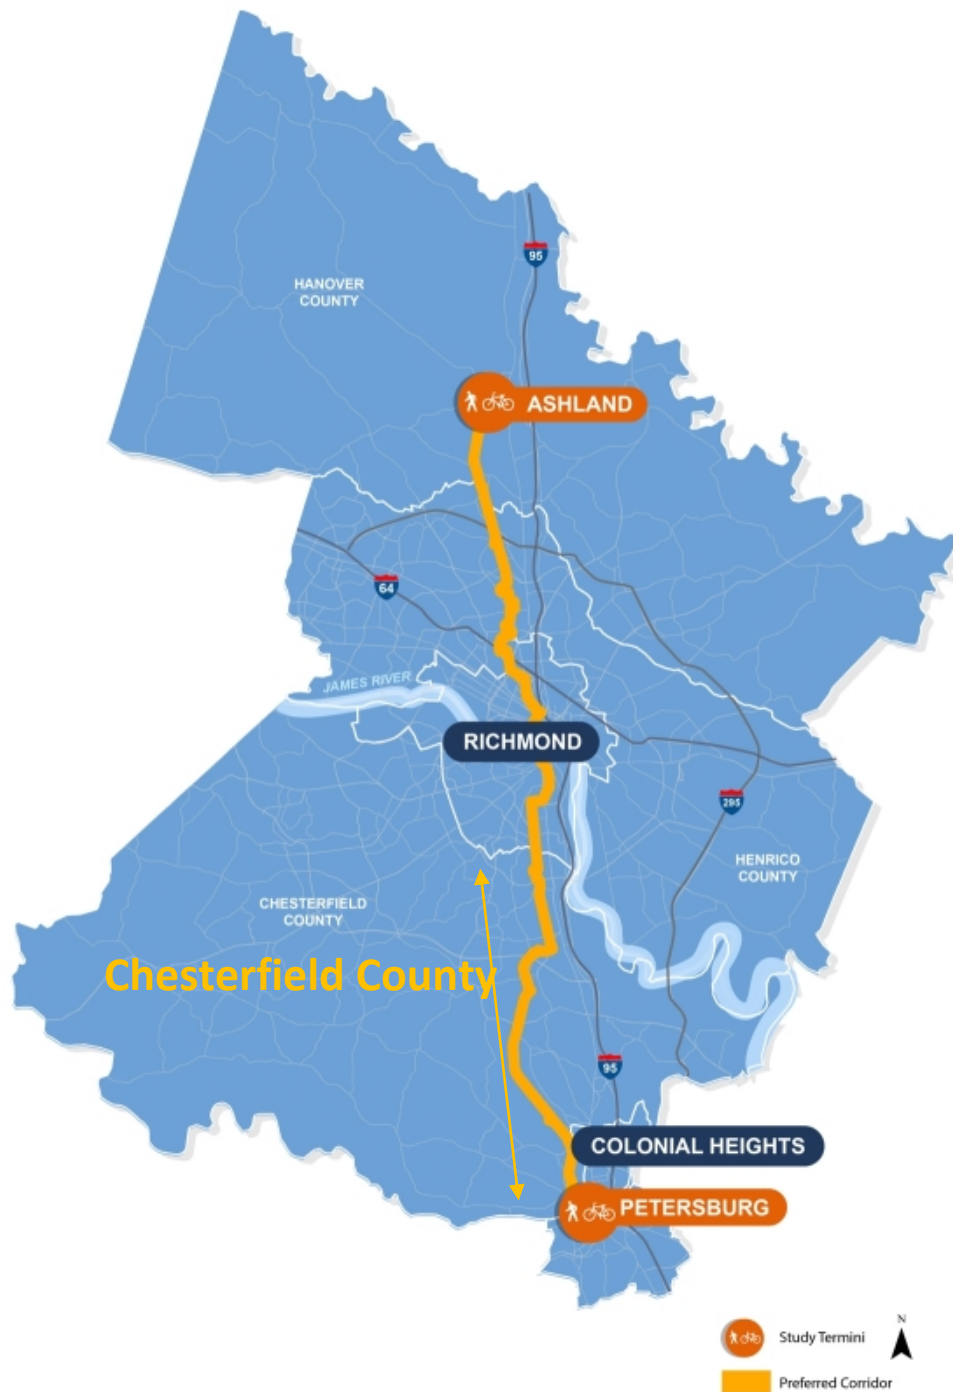 95
HANOVER
COUNTY
ASHLAND
64
JAMES RIVER
RICHMOND
295
HENRICO
COUNTY
CHESTERFIELD
COUNTY
Chesterfield County
95
COLONIAL HEIGHTS
PETERSBURG
N
Study Termini
Preferred Corridor